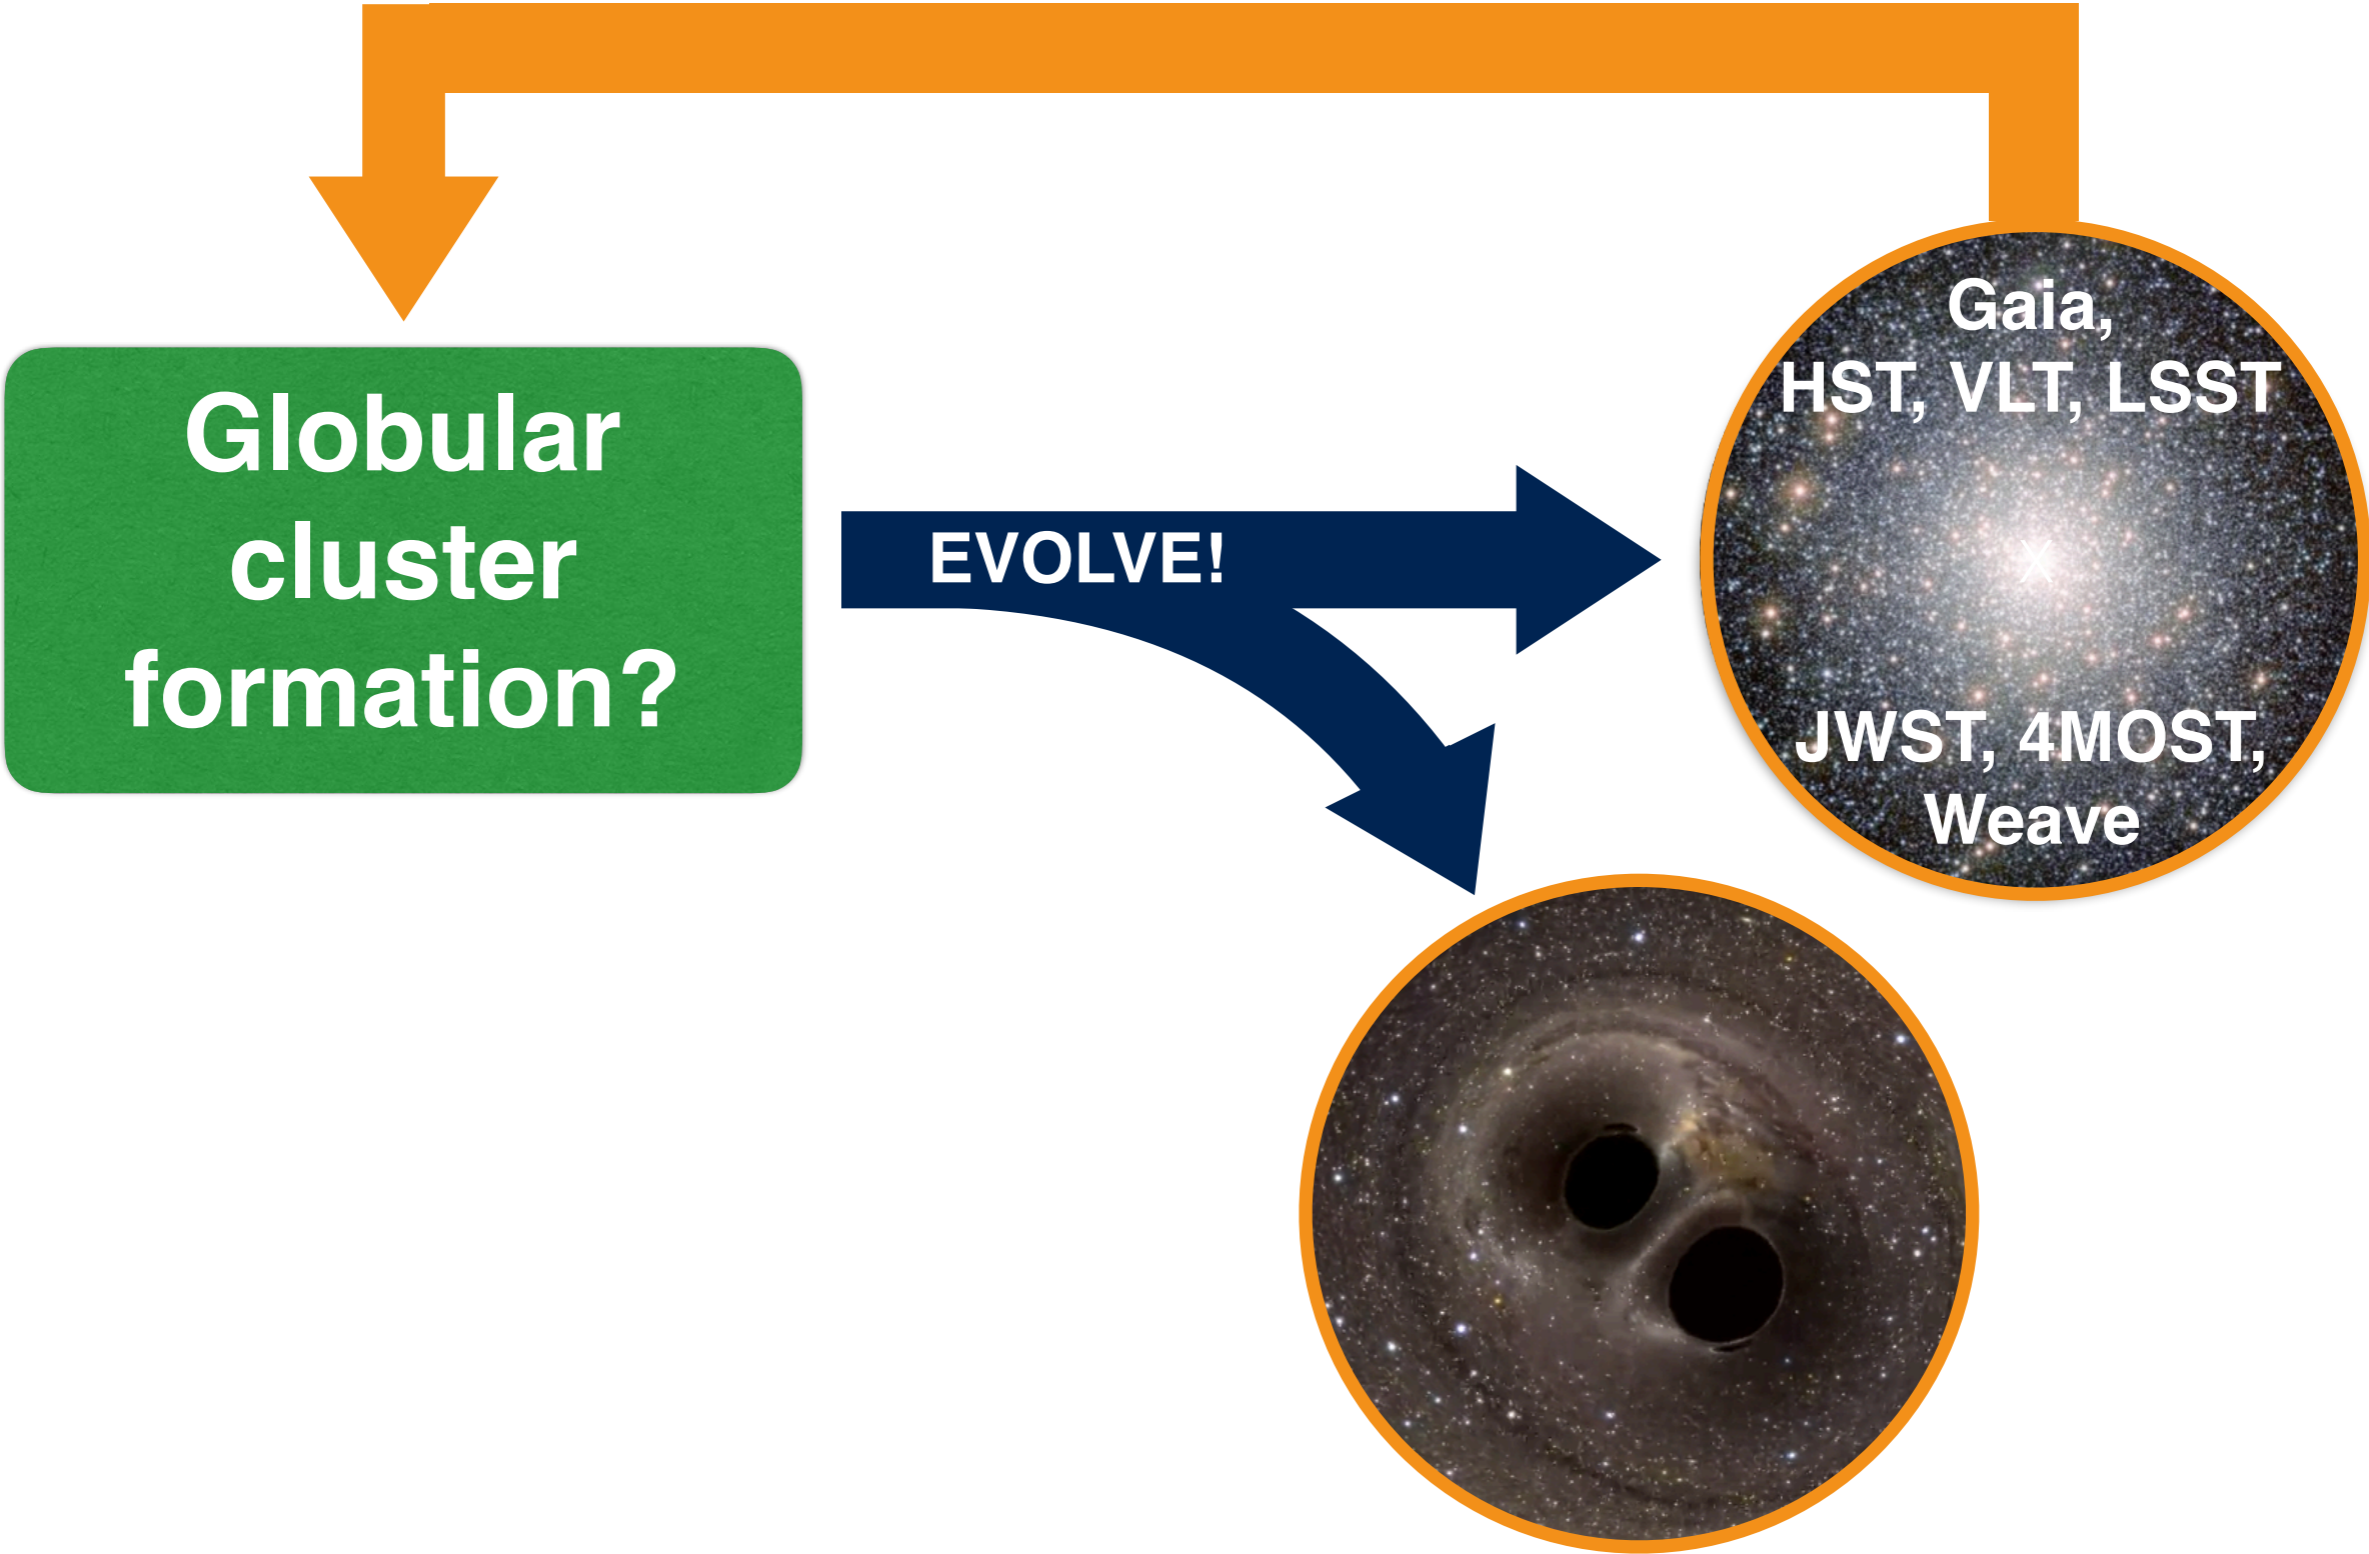 Globular
cluster
formation?
EVOLVE!
Gaia,
HST, VLT, LSST
JWST, 4MOST,
Weave